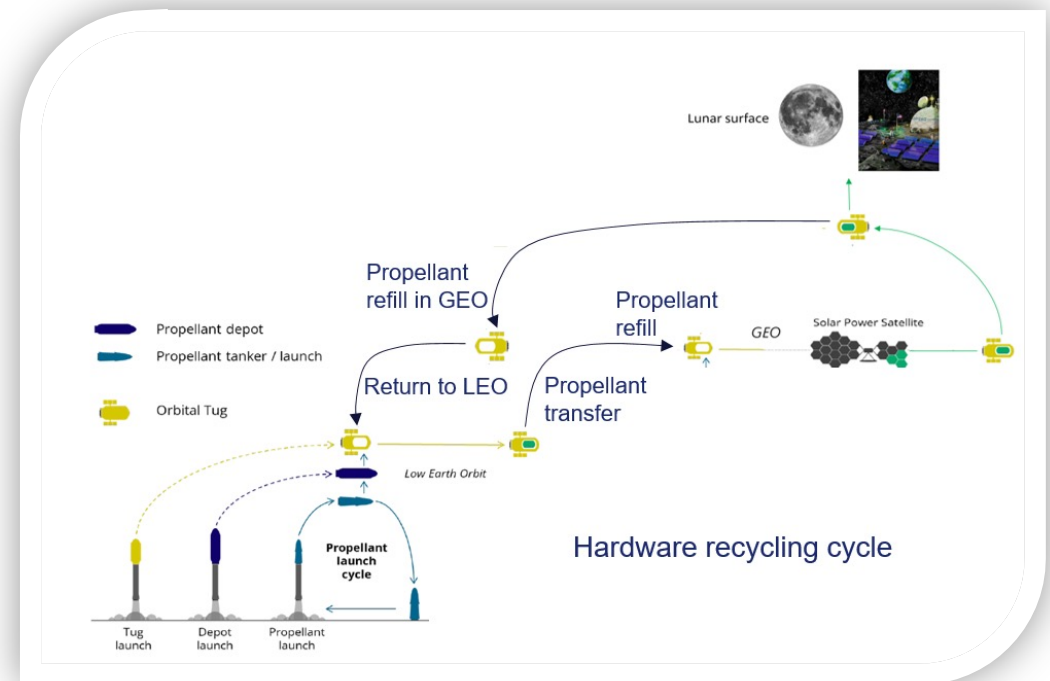 Lunar surface
Propellant
refill in GEO
Propellant
refill
GEO
Solar Power Satellite
Propellant depot
Propellant tanker / launch
Return to LEO
Propellant
transfer
Orbital Tug
Low Earth Orbit
Propellant
launch
cycle
Hardware recycling cycle
Tug
launch
Depot
launch
Propellant
launch